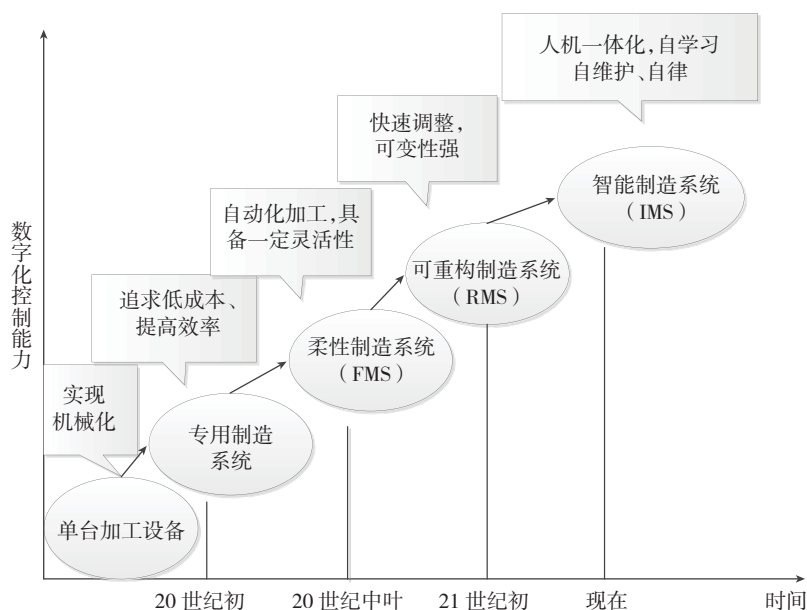 人机一体化,自学习
自维护、自律
快速调整,
可变性强
智能制造系统
(IMS)
自动化加工,具
备一定灵活性
可重构制造系统
(RMS)
追求低成本、
提高效率
柔性制造系统
(FMS)
实现
机械化
专用制造
系统
单台加工设备
数字化控制能力
20 世纪初
20 世纪中叶
21 世纪初
现在
时间